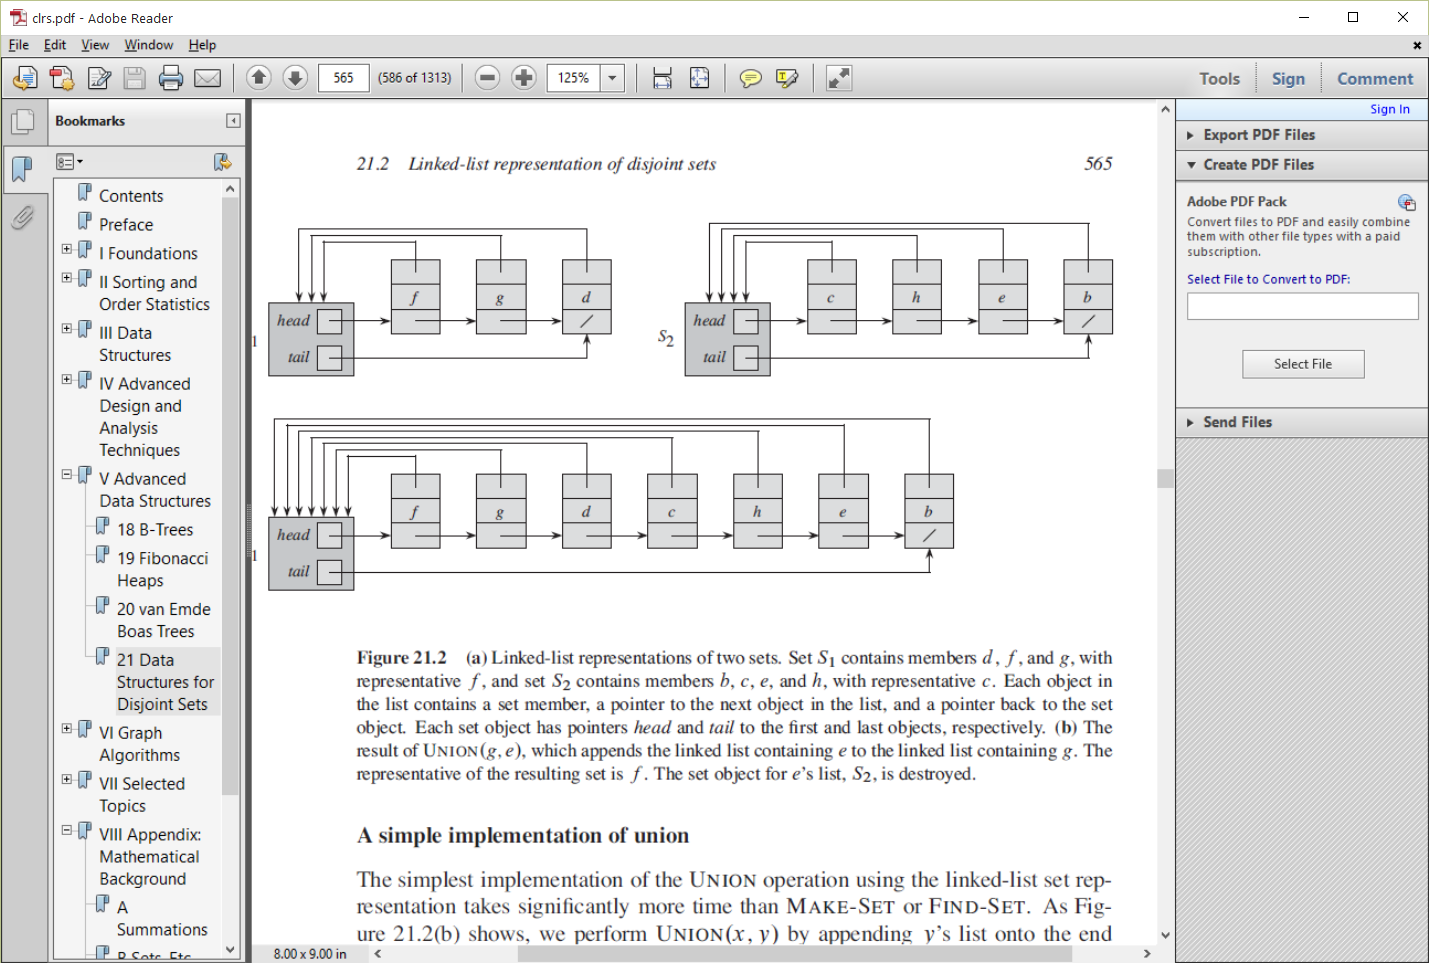 clrs.pdf - Adobe Reader
File Edit View Window Help
565 (586 of 1313) 125% Tools Sign Comment
Sign In
Bookmarks
Contents
Preface
I Foundations
II Sorting and
Order Statistics
III Data
Structures
IV Advanced
Design and
Analysis
Techniques
V Advanced
Data Structures
18 B-Trees
19 Fibonacci
Heaps
20 van Emde
Boas Trees
21 Data
Structures for
Disjoint Sets
VI Graph
Algorithms
VII Selected
Topics
VIII Appendix:
Mathematical
Background
A
Summations
B Sets, Etc.
21.2 Linked-list representation of disjoint sets 565
f g d
head
1
tail
/
c h e b
head
S2
tail
/
f g d c h e b
head
1
tail
/
Figure 21.2 (a) Linked-list representations of two sets. Set S1 contains members d, f, and g, with
representative f, and set S2 contains members b, c, e, and h, with representative c. Each object in
the list contains a set member, a pointer to the next object in the list, and a pointer back to the set
object. Each set object has pointers head and tail to the first and last objects, respectively. (b) The
result of UNION(g, e), which appends the linked list containing e to the linked list containing g. The
representative of the resulting set is f. The set object for e's list, S2, is destroyed.
A simple implementation of union
The simplest implementation of the UNION operation using the linked-list set rep-
resentation takes significantly more time than MAKE-SET or FIND-SET. As Fig-
ure 21.2(b) shows, we perform UNION(x, y) by appending y's list onto the end
8.00 x 9.00 in
Export PDF Files
Create PDF Files
Adobe PDF Pack
Convert files to PDF and easily combine
them with other file types with a paid
subscription.
Select File to Convert to PDF:
Select File
Send Files